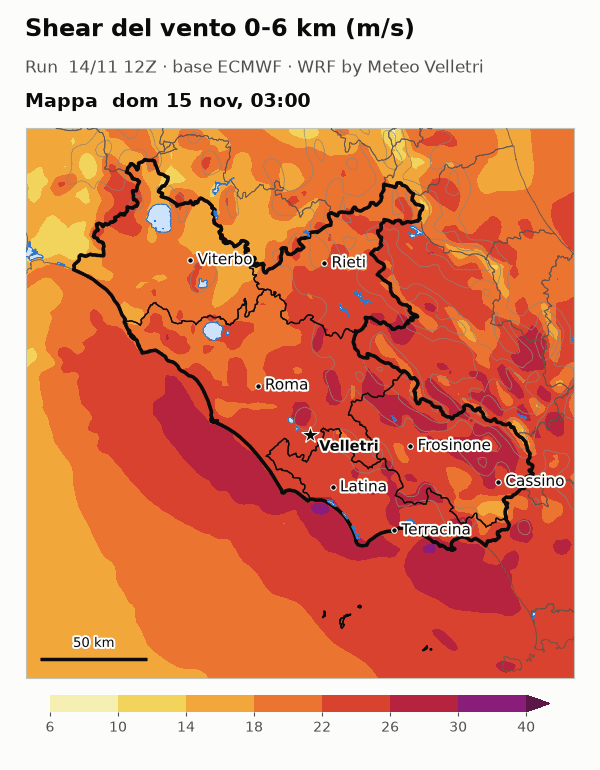 Shear del vento 0-6 km (m/s)
Run  14/11 12Z · base ECMWF · WRF by Meteo Velletri
Mappa  dom 15 nov, 03:00
Viterbo
Rieti
Roma
Velletri
Frosinone
Latina
Cassino
Terracina
50 km
6 10 14 18 22 26 30 40